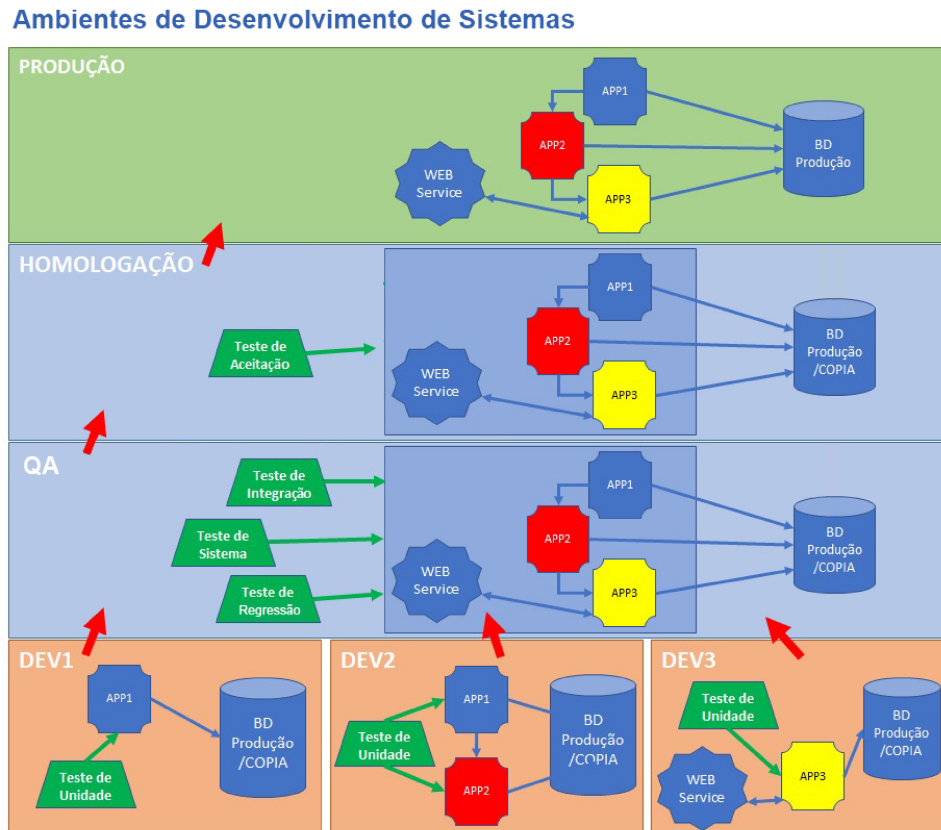 Ambientes de Desenvolvimento de Sistemas
PRODUÇÃO
APP1
APP2
BD
Produção
WEB
Service
APP3
HOMOLOGAÇÃO
APP1
Teste de
Aceitação
APP2
BD
Produção
/COPIA
WEB
Service
APP3
QA
Teste de
Integração
APP1
Teste de
Sistema
APP2
BD
Produção
/COPIA
WEB
Service
APP3
Teste de
Regressão
DEV1
APP1
BD
Produção
/COPIA
Teste de
Unidade
DEV2
APP1
Teste de
Unidade
BD
Produção
/COPIA
APP2
DEV3
Teste de
Unidade
BD
Produção
/COPIA
WEB
Service
APP3